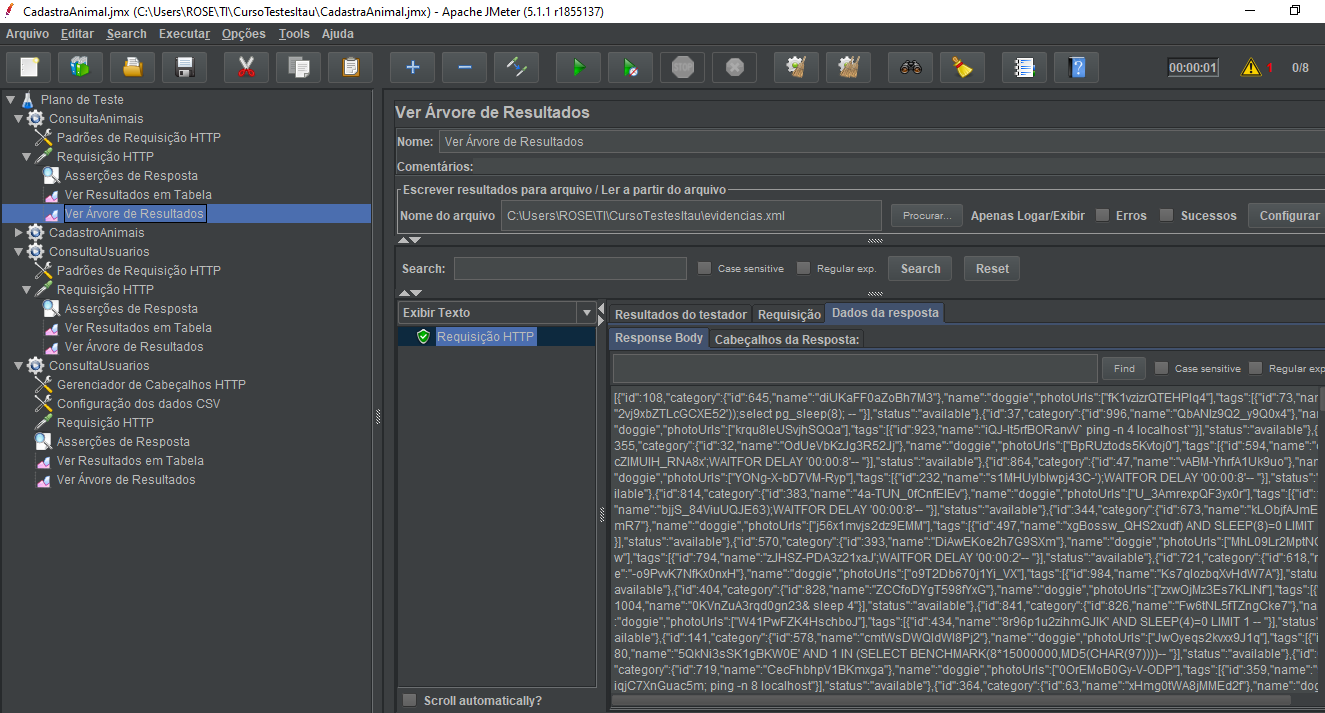 CadastraAnimal.jmx (C:\Users\ROSE\TI\CursoTestesItau\CadastraAnimal.jmx) - Apache JMeter (5.1.1 r1855137)
Arquivo Editar Search Executar Opções Tools Ajuda
STOP 00:00:01 1 0/8
Plano de Teste
ConsultaAnimais
Padrões de Requisição HTTP
Requisição HTTP
Asserções de Resposta
Ver Resultados em Tabela
Ver Árvore de Resultados
CadastroAnimais
ConsultaUsuarios
Padrões de Requisição HTTP
Requisição HTTP
Asserções de Resposta
Ver Resultados em Tabela
Ver Árvore de Resultados
ConsultaUsuarios
Gerenciador de Cabeçalhos HTTP
Configuração dos dados CSV
Requisição HTTP
Asserções de Resposta
Ver Resultados em Tabela
Ver Árvore de Resultados
Ver Árvore de Resultados
Nome: Ver Árvore de Resultados
Comentários:
Escrever resultados para arquivo / Ler a partir do arquivo
Nome do arquivo C:\Users\ROSE\TI\CursoTestesItau\evidencias.xml Procurar... Apenas Logar/Exibir Erros Sucessos Configurar
Search: Case sensitive Regular exp. Search Reset
Exibir Texto
Requisição HTTP
Scroll automatically?
Resultados do testador Requisição Dados da resposta
Response Body Cabeçalhos da Resposta:
Find Case sensitive Regular exp
[{"id":108,"category":{"id":645,"name":"diUKaFF0aZoBh7M3"},"name":"doggie","photoUrls":["fK1vzizrQTEHPIq4"],"tags":[{"id":73,"nam
"2vj9xbZTLcGCXE52'));select pg_sleep(8); -- "}],"status":"available"},{"id":37,"category":{"id":996,"name":"QbANlz9Q2_y9Q0x4"},"na
"doggie","photoUrls":["krqu8IeUSvjhSQQa"],"tags":[{"id":923,"name":"iQJ-It5rfBORanvV` ping -n 4 localhost`"}],"status":"available"},{
355,"category":{"id":32,"name":"OdUeVbKzJg3R52Jj"},"name":"doggie","photoUrls":["BpRUztods5Kvtoj0"],"tags":[{"id":594,"name":"
cZIMUIH_RNA8x';WAITFOR DELAY '00:00:8'-- "}],"status":"available"},{"id":864,"category":{"id":47,"name":"vABM-YhrfA1Uk9uo"},"nam
"doggie","photoUrls":["YONg-X-bD7VM-Ryp"],"tags":[{"id":232,"name":"s1MHUylbIwpj43C-');WAITFOR DELAY '00:00:8'-- "}],"status":"
ilable"},{"id":814,"category":{"id":383,"name":"4a-TUN_0fCnfEIEv"},"name":"doggie","photoUrls":["U_3AmrexpQF3yx0r"],"tags":[{"id":
"name":"bjjS_84ViuUQJE63);WAITFOR DELAY '00:00:8'-- "}],"status":"available"},{"id":344,"category":{"id":673,"name":"kLObjfAJmE
mR7"},"name":"doggie","photoUrls":["j56x1mvjs2dz9EMM"],"tags":[{"id":497,"name":"xgBossw_QHS2xudf) AND SLEEP(8)=0 LIMIT
}],"status":"available"},{"id":570,"category":{"id":393,"name":"DiAwEKoe2h7G9SXm"},"name":"doggie","photoUrls":["MhL09Lr2MptNC
w"],"tags":[{"id":794,"name":"zJHSZ-PDA3z21xaJ';WAITFOR DELAY '00:00:2'-- "}],"status":"available"},{"id":721,"category":{"id":618,"n
e":"-o9PvvK7NfKx0nxH"},"name":"doggie","photoUrls":["o9T2Db670j1Yi_VX"],"tags":[{"id":984,"name":"Ks7qIozbqXvHdW7A"}],"statu
available"},{"id":404,"category":{"id":828,"name":"ZCCfoDYgT598fYxG"},"name":"doggie","photoUrls":["zxwOjMz3Es7KLINf"],"tags":[{"
1004,"name":"0KVnZuA3rqd0gn23& sleep 4"}],"status":"available"},{"id":841,"category":{"id":826,"name":"Fw6tNL5fTZngCke7"},"na
"doggie","photoUrls":["W41PwFZK4HschboJ"],"tags":[{"id":434,"name":"8r96p1u2zihmGJIK' AND SLEEP(4)=0 LIMIT 1 -- "}],"status":"
ailable"},{"id":141,"category":{"id":578,"name":"cmtWsDWQIdWI8Pj2"},"name":"doggie","photoUrls":["JwOyeqs2kvxx9J1q"],"tags":[{"i
80,"name":"5QkNi3sSK1gBKW0E' AND 1 IN (SELECT BENCHMARK(8*15000000,MD5(CHAR(97))))-- "}],"status":"available"},{"id":
"category":{"id":719,"name":"CecFhbhpV1BKmxga"},"name":"doggie","photoUrls":["0OrEMoB0Gy-V-ODP"],"tags":[{"id":359,"name":"
iqjC7XnGuac5m; ping -n 8 localhost"}],"status":"available"},{"id":364,"category":{"id":63,"name":"xHmg0tWA8jMMEd2f"},"name":"dog